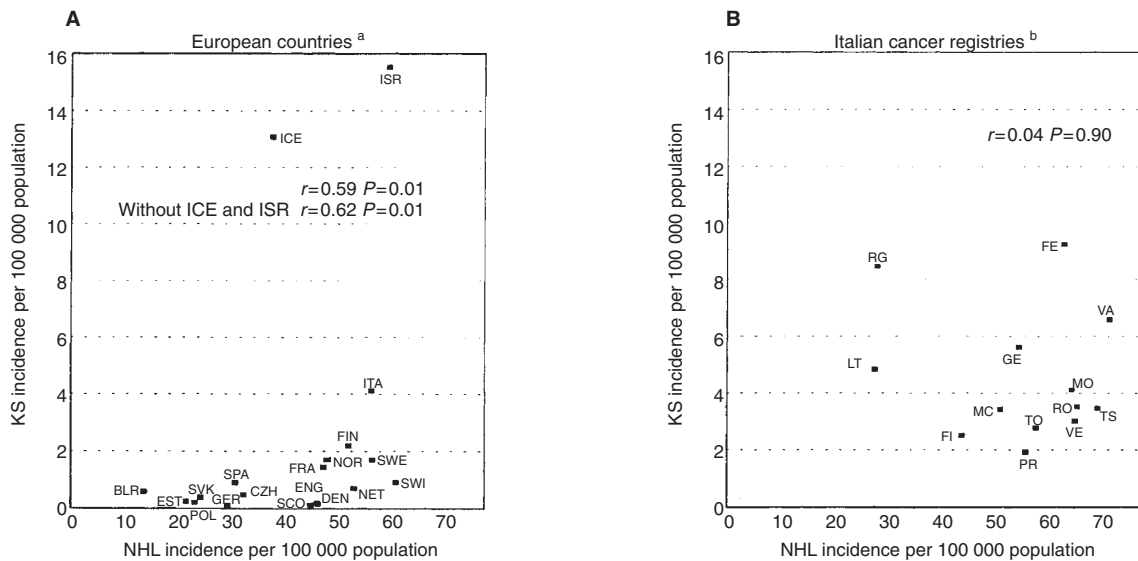 A
European countries a
16
14
12
10
8
6
4
2
0
KS incidence per 100 000 population
ISR
ICE
r=0.59 P=0.01
Without ICE and ISR r=0.62 P=0.01
ITA
FIN
FRA
NOR
SWE
SPA
SWI
BLR
SVK
CZH
ENG
NET
EST
GER
DEN
SCO
POL
0 10 20 30 40 50 60 70
NHL incidence per 100 000 population
B
Italian cancer registries b
16
14
12
10
8
6
4
2
0
KS incidence per 100 000 population
r=0.04 P=0.90
FE
RG
VA
GE
LT
MO
MC
RO
TS
TO
VE
FI
PR
0 10 20 30 40 50 60 70
NHL incidence per 100 000 population